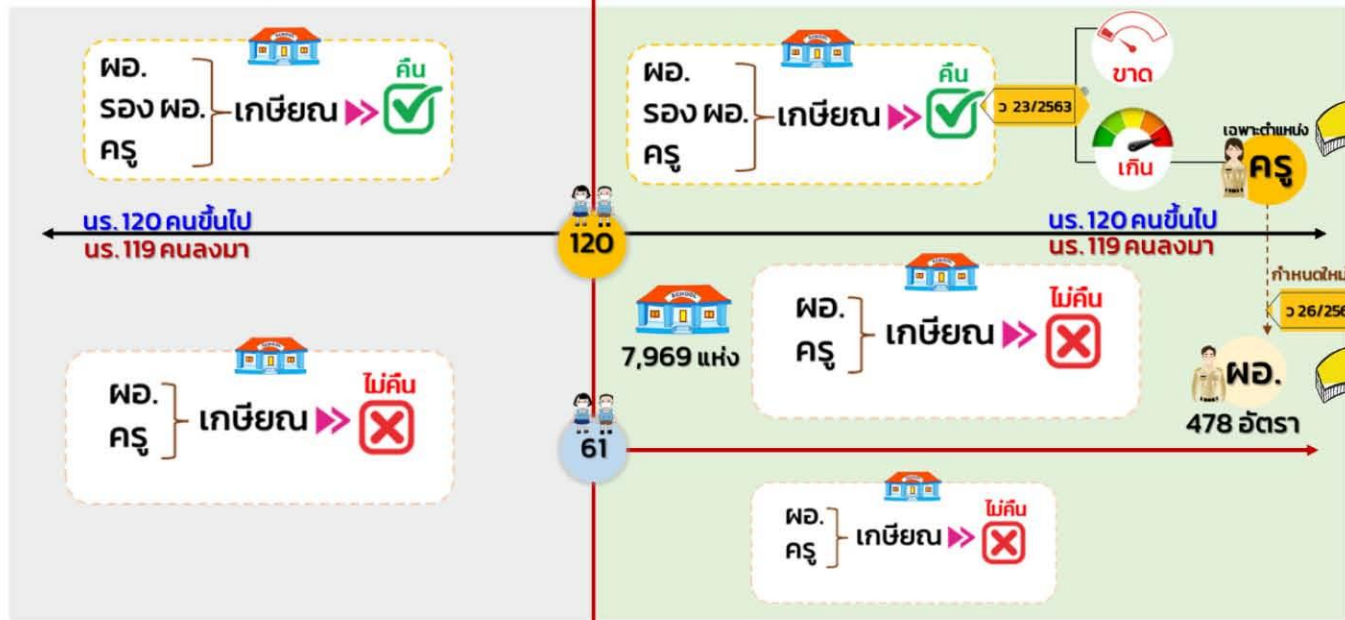 ผอ.
รอง ผอ.
ครู
เกษียณ
คืน
ผอ.
รอง ผอ.
ครู
เกษียณ
คืน
ว 23/2563
ขาด
เกิน
เฉพาะตำแหน่ง
ครู
นร. 120 คนขึ้นไป
นร. 119 คนลงมา
120
นร. 120 คนขึ้นไป
นร. 119 คนลงมา
ผอ.
ครู
เกษียณ
ไม่คืน
SCHOOL
7,969 แห่ง
ผอ.
ครู
เกษียณ
ไม่คืน
กำหนดใหม่
ว 26/256
ผอ.
478 อัตรา
61
ผอ.
ครู
เกษียณ
ไม่คืน